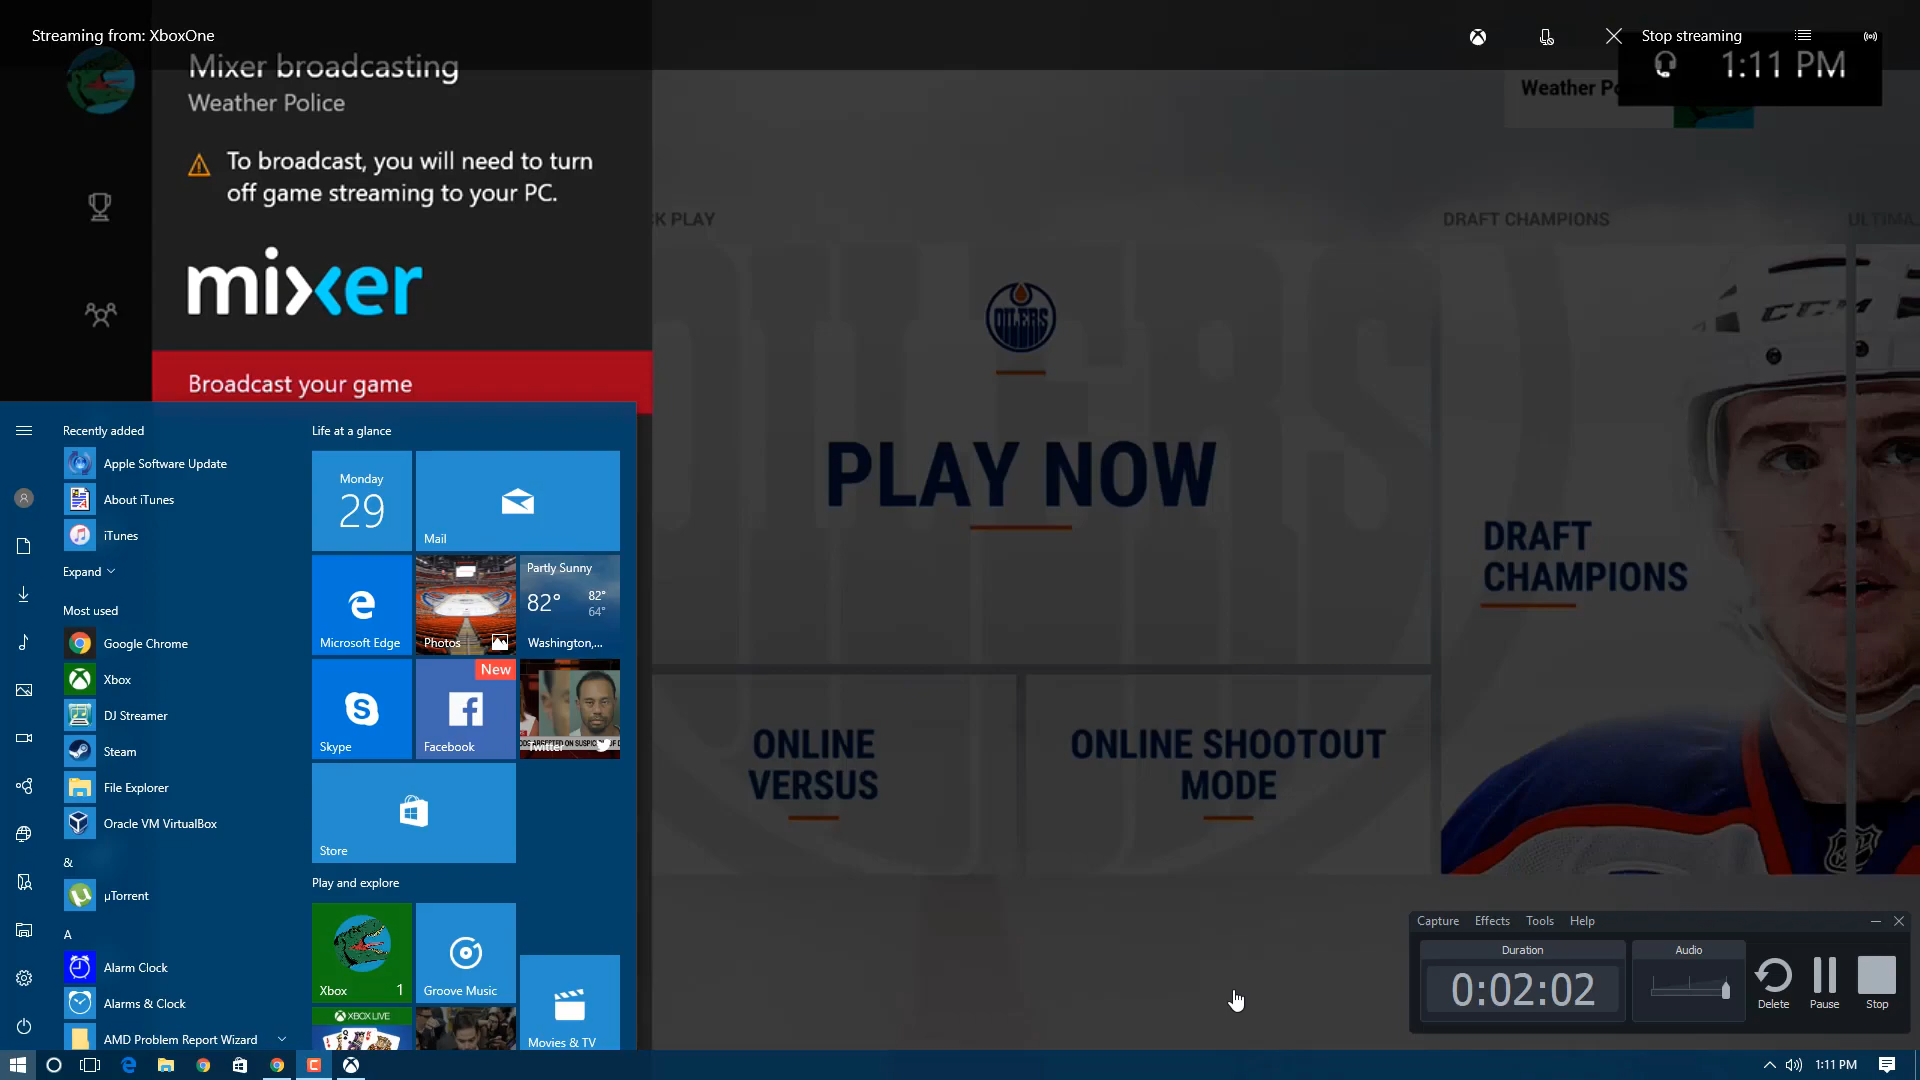 Streaming from: XboxOne
Stop streaming
1:11 PM
Mixer broadcasting
Weather Police
To broadcast, you will need to turn
off game streaming to your PC.
mixer
Broadcast your game
Weather
PLAY
DRAFT CHAMPIONS
OILERS
PLAY NOW
DRAFT
CHAMPIONS
ONLINE
VERSUS
ONLINE SHOOTOUT
MODE
CCM
NHL
Recently added
Apple Software Update
About iTunes
iTunes
Expand
Most used
Google Chrome
Xbox
DJ Streamer
Steam
File Explorer
Oracle VM VirtualBox
&
µTorrent
A
Alarm Clock
Alarms & Clock
AMD Problem Report Wizard
Life at a glance
Monday
29
Mail
Microsoft Edge
Photos
Partly Sunny
82°
82°
64°
Washington,...
Skype
New
Facebook
Twitter
Store
Play and explore
Xbox
1
Groove Music
XBOX LIVE
Movies & TV
Capture
Effects
Tools
Help
Duration
0:02:02
Audio
Delete
Pause
Stop
1:11 PM